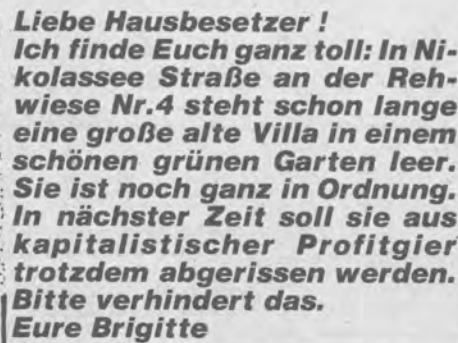 Liebe Hausbesetzer !
Ich finde Euch ganz toll: In Ni-
kolassee Straße an der Reh-
wiese Nr.4 steht schon lange
eine große alte Villa in einem
schönen grünen Garten leer.
Sie ist noch ganz in Ordnung.
In nächster Zeit soll sie aus
kapitalistischer Profitgier
trotzdem abgerissen werden.
Bitte verhindert das.
Eure Brigitte